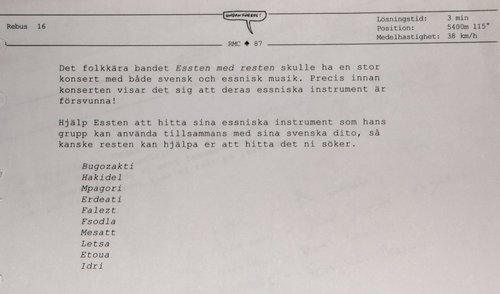 Rebus 16
UNDAN FÖRBE!
RMC ♠ 87
Lösningstid: 3 min
Position: 5400m 115°
Medelhastighet: 38 km/h
Det folkkära bandet Essten med resten skulle ha en stor
konsert med både svensk och essnisk musik. Precis innan
konserten visar det sig att deras essniska instrument är
försvunna!
Hjälp Essten att hitta sina essniska instrument som hans
grupp kan använda tillsammans med sina svenska dito, så
kanske resten kan hjälpa er att hitta det ni söker.
Bugozakti
Hakidel
Mpagori
Erdeati
Falezt
Fsodla
Mesatt
Letsa
Etoua
Idri